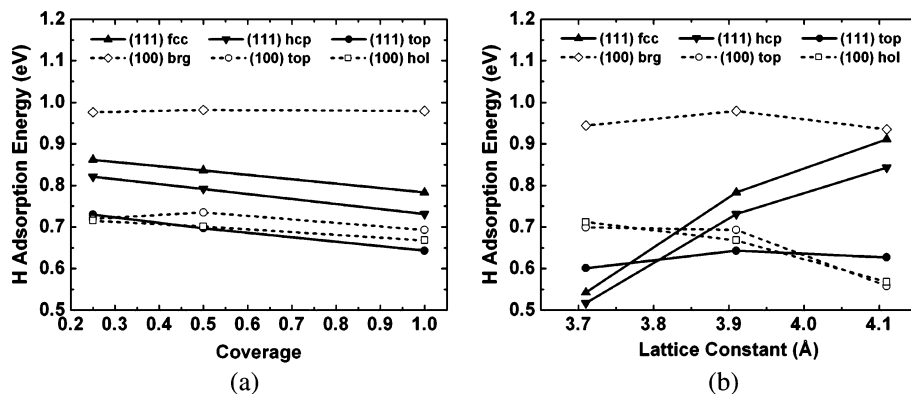 1.2
1.1
1.0
0.9
0.8
0.7
0.6
0.5
H Adsorption Energy (eV)
(111) fcc (111) hcp (111) top
(100) brg (100) top (100) hol
0.2 0.3 0.4 0.5 0.6 0.7 0.8 0.9 1.0
Coverage
(a)
1.2
1.1
1.0
0.9
0.8
0.7
0.6
0.5
H Adsorption Energy (eV)
(111) fcc (111) hcp (111) top
(100) brg (100) top (100) hol
3.7 3.8 3.9 4.0 4.1
Lattice Constant (Å)
(b)